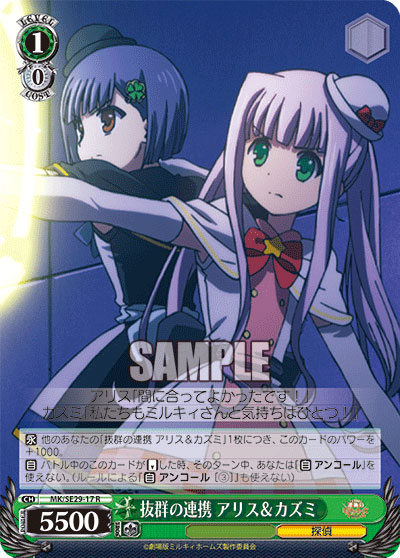 LEVEL
1
0
COST
SAMPLE
アリス「間に合ってよかったです！」
カスミ「私たちもミルキィさんと気持ちはひとつ！」
永 他のあなたの「抜群の連携 アリス&カズミ」1枚につき、このカードのパワーを
+1000。
自 バトル中のこのカードが【】した時、そのターン中、あなたは【自 アンコール】を
使えない。(ルールによる【自 アンコール [③]】も使えない)
CH MK/SE29-17 R
POWER
5500
抜群の連携 アリス&カズミ
探偵
©劇場版ミルキィホームズ製作委員会